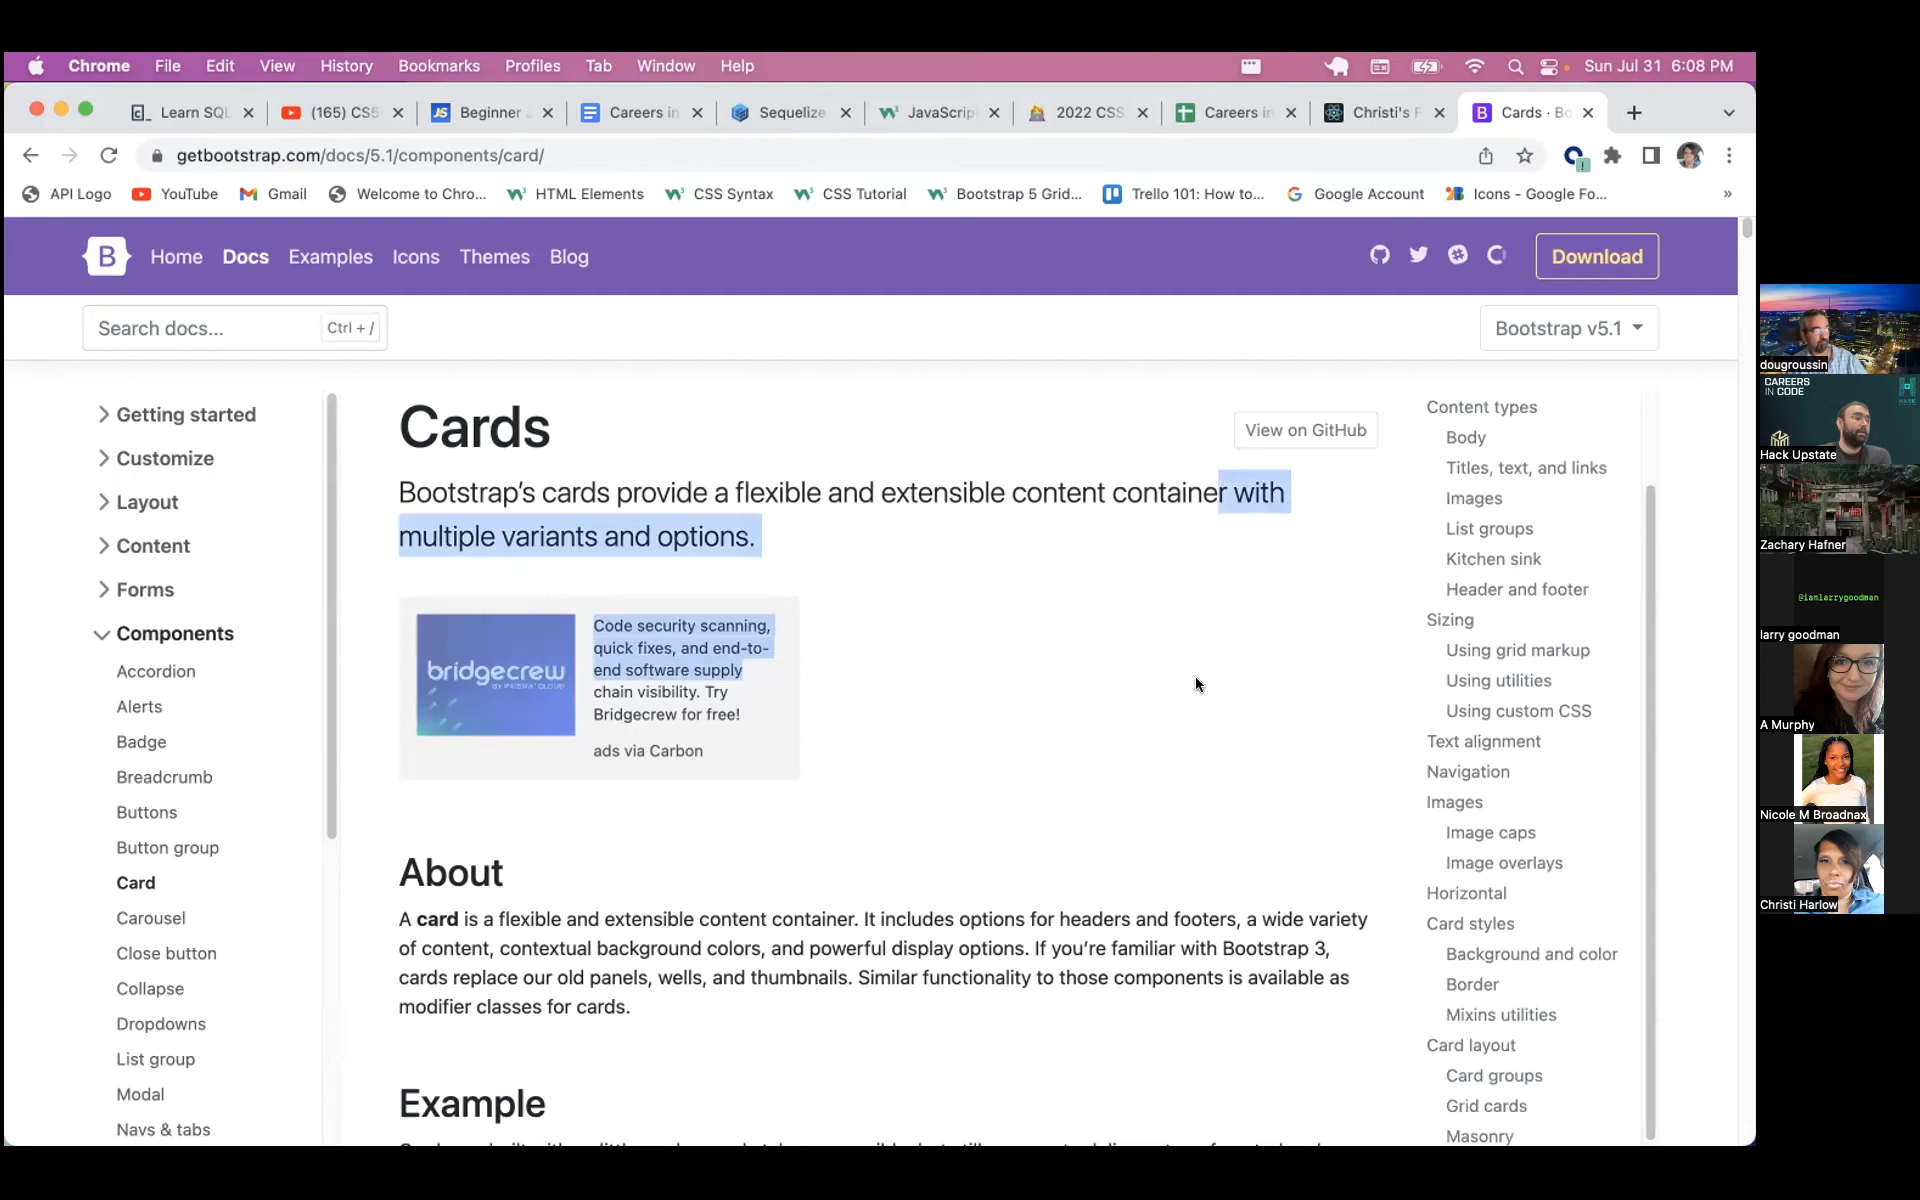 Chrome File Edit View History Bookmarks Profiles Tab Window Help Sun Jul 31 6:08 PM
Learn SQL (165) CS5 JS Beginner Careers in Sequelize JavaScrip 2022 CSS Careers in Christi's F B Cards · Bo
getbootstrap.com/docs/5.1/components/card/
API Logo YouTube Gmail Welcome to Chro... HTML Elements CSS Syntax CSS Tutorial Bootstrap 5 Grid... Trello 101: How to... Google Account Icons - Google Fo... »
B Home Docs Examples Icons Themes Blog Download
Search docs... Ctrl + / Bootstrap v5.1
Getting started
Customize
Layout
Content
Forms
Components
Accordion
Alerts
Badge
Breadcrumb
Buttons
Button group
Card
Carousel
Close button
Collapse
Dropdowns
List group
Modal
Navs & tabs
Cards
View on GitHub
Bootstrap's cards provide a flexible and extensible content container with
multiple variants and options.
bridgecrew
BY PRISMA CLOUD
Code security scanning,
quick fixes, and end-to-
end software supply
chain visibility. Try
Bridgecrew for free!
ads via Carbon
About
A card is a flexible and extensible content container. It includes options for headers and footers, a wide variety
of content, contextual background colors, and powerful display options. If you're familiar with Bootstrap 3,
cards replace our old panels, wells, and thumbnails. Similar functionality to those components is available as
modifier classes for cards.
Example
Content types
Body
Titles, text, and links
Images
List groups
Kitchen sink
Header and footer
Sizing
Using grid markup
Using utilities
Using custom CSS
Text alignment
Navigation
Images
Image caps
Image overlays
Horizontal
Card styles
Background and color
Border
Mixins utilities
Card layout
Card groups
Grid cards
Masonry
dougroussin
CAREERS
IN CODE
Hack Upstate
Zachary Hafner
@iamlarrygoodman
larry goodman
A Murphy
Nicole M Broadnax
Christi Harlow